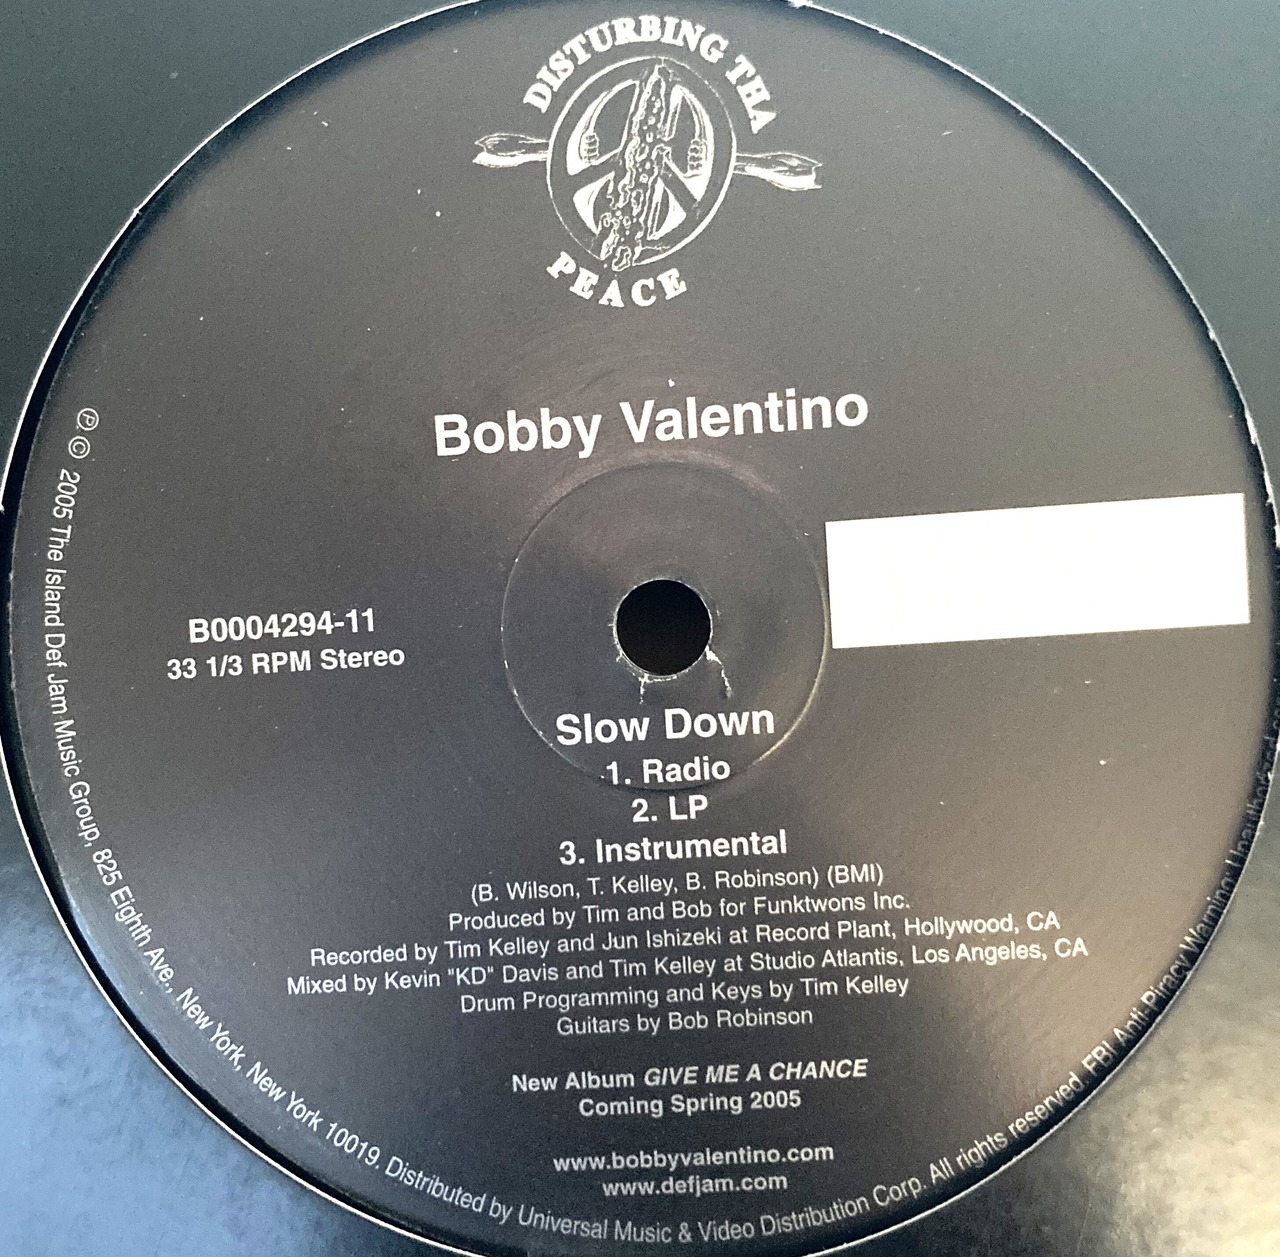 DISTURBING THA
PEACE
Bobby Valentino
B0004294-11
33 1/3 RPM Stereo
Slow Down
1. Radio
2. LP
3. Instrumental
(B. Wilson, T. Kelley, B. Robinson) (BMI)
Produced by Tim and Bob for Funktwons Inc.
Recorded by Tim Kelley and Jun Ishizeki at Record Plant, Hollywood, CA
Mixed by Kevin "KD" Davis and Tim Kelley at Studio Atlantis, Los Angeles, CA
Drum Programming and Keys by Tim Kelley
Guitars by Bob Robinson
New Album GIVE ME A CHANCE
Coming Spring 2005
www.bobbyvalentino.com
www.defjam.com
℗,© 2005 The Island Def Jam Music Group, 825 Eighth Ave., New York, New York 10019. Distributed by Universal Music & Video Distribution Corp. All rights reserved. FBI Anti-Piracy Warning: